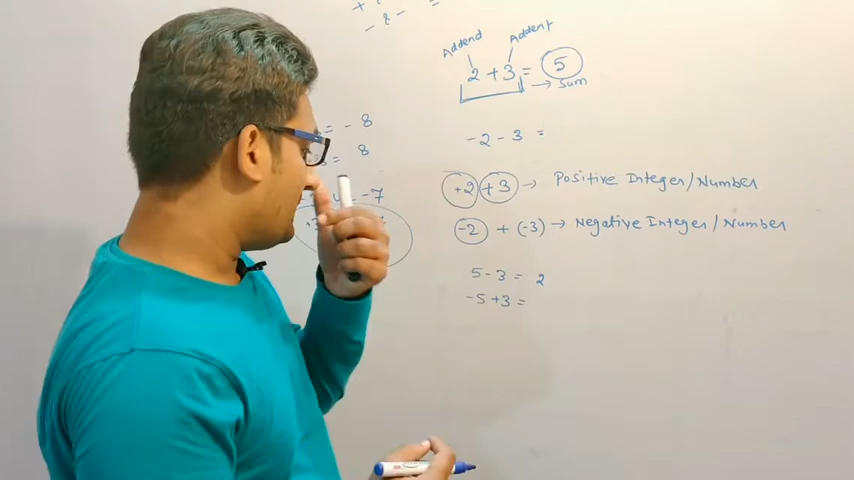 +
- & -
Addend Addent
2 + 3 = 5
→ Sum
= - 8
= 8
- 2 - 3 =
- 7
+2 +3 → Positive Integer/Number
-2 + (-3) → Negative Integer/Number
5 - 3 = 2
- 5 + 3 =